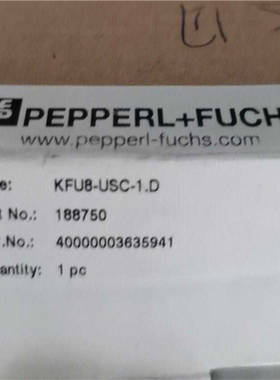 PEPPERL+FUCH
www.pepperl-fuchs.com
e: KFU8-USC-1.D
t No.: 188750
.No.: 40000003635941
antity: 1 pc